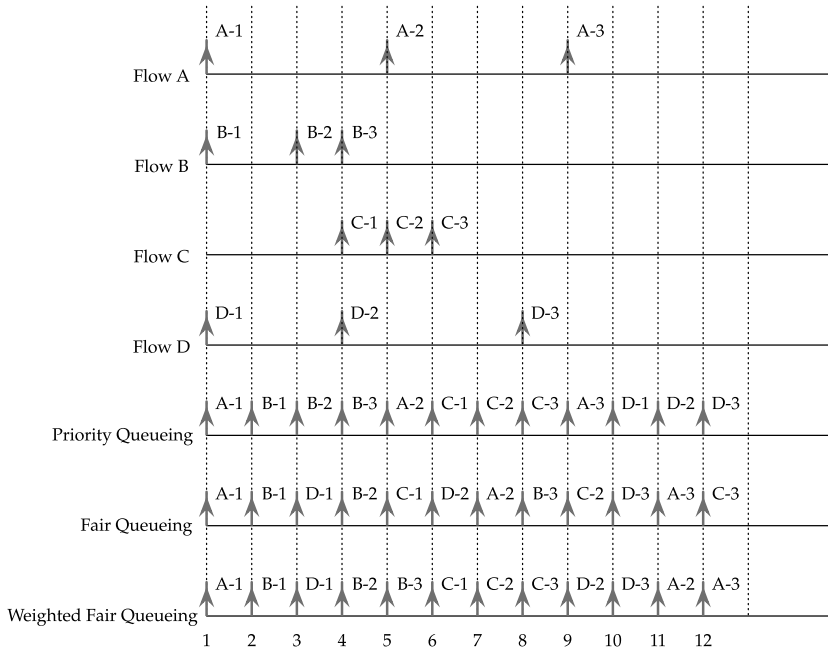 A-1 A-2 A-3
Flow A
B-1 B-2 B-3
Flow B
C-1 C-2 C-3
Flow C
D-1 D-2 D-3
Flow D
A-1 B-1 B-2 B-3 A-2 C-1 C-2 C-3 A-3 D-1 D-2 D-3
Priority Queueing
A-1 B-1 D-1 B-2 C-1 D-2 A-2 B-3 C-2 D-3 A-3 C-3
Fair Queueing
A-1 B-1 D-1 B-2 B-3 C-1 C-2 C-3 D-2 D-3 A-2 A-3
Weighted Fair Queueing
1 2 3 4 5 6 7 8 9 10 11 12